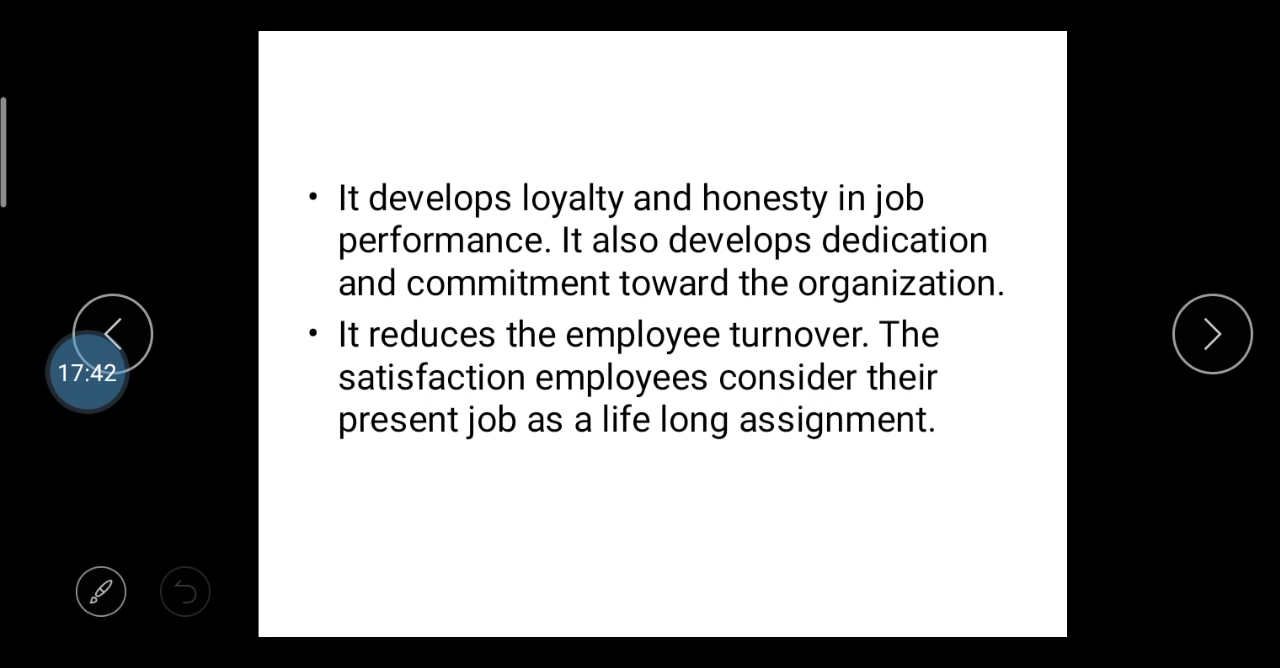 • It develops loyalty and honesty in job
performance. It also develops dedication
and commitment toward the organization.
• It reduces the employee turnover. The
satisfaction employees consider their
present job as a life long assignment.
17:42